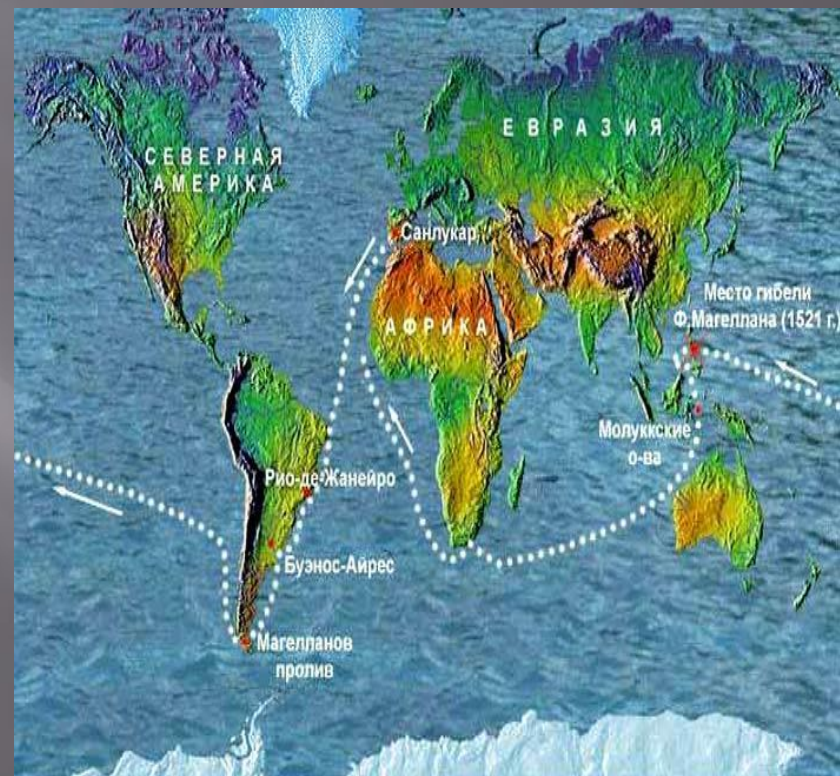 СЕВЕРНАЯ
АМЕРИКА
ЕВРАЗИЯ
Санлукар
Место гибели
Ф.Магеллана (1521 г.)
АФРИКА
Молуккские
о-ва
Рио-де-Жанейро
Буэнос-Айрес
Магелланов
пролив